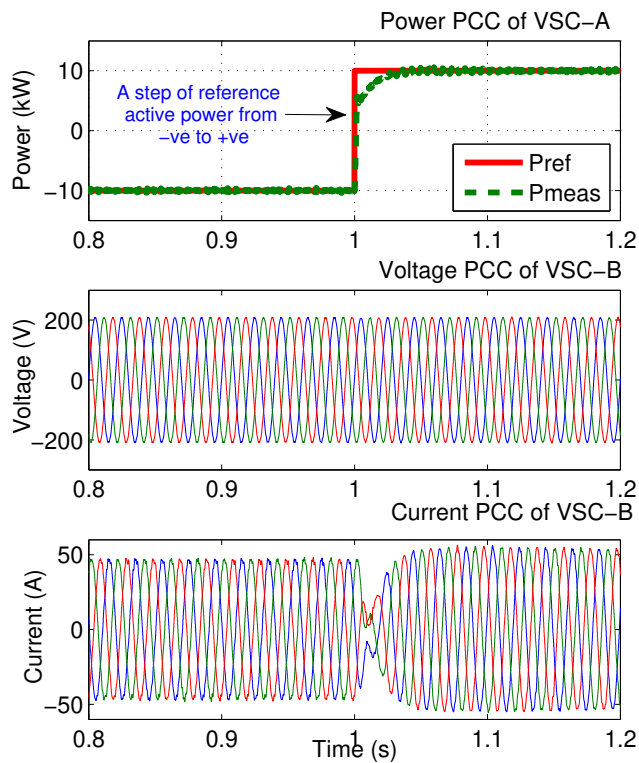 Power PCC of VSC−A
10
0
−10
Power (kW)
A step of reference
active power from
−ve to +ve
Pref
Pmeas
0.8 0.9 1 1.1 1.2
Voltage PCC of VSC−B
200
0
−200
Voltage (V)
0.8 0.9 1 1.1 1.2
Current PCC of VSC−B
50
0
−50
Current (A)
0.8 0.9 1 1.1 1.2
Time (s)